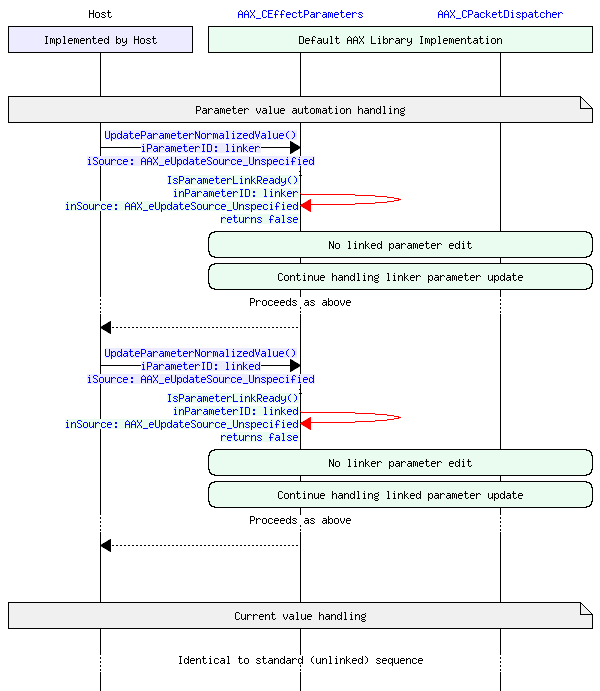 Host
AAX_CEffectParameters
AAX_CPacketDispatcher
Implemented by Host
Default AAX Library Implementation
Parameter value automation handling
UpdateParameterNormalizedValue()
iParameterID: linker
iSource: AAX_eUpdateSource_Unspecified
IsParameterLinkReady()
inParameterID: linker
inSource: AAX_eUpdateSource_Unspecified
returns false
No linked parameter edit
Continue handling linker parameter update
Proceeds as above
UpdateParameterNormalizedValue()
iParameterID: linked
iSource: AAX_eUpdateSource_Unspecified
IsParameterLinkReady()
inParameterID: linked
inSource: AAX_eUpdateSource_Unspecified
returns false
No linker parameter edit
Continue handling linked parameter update
Proceeds as above
Current value handling
Identical to standard (unlinked) sequence